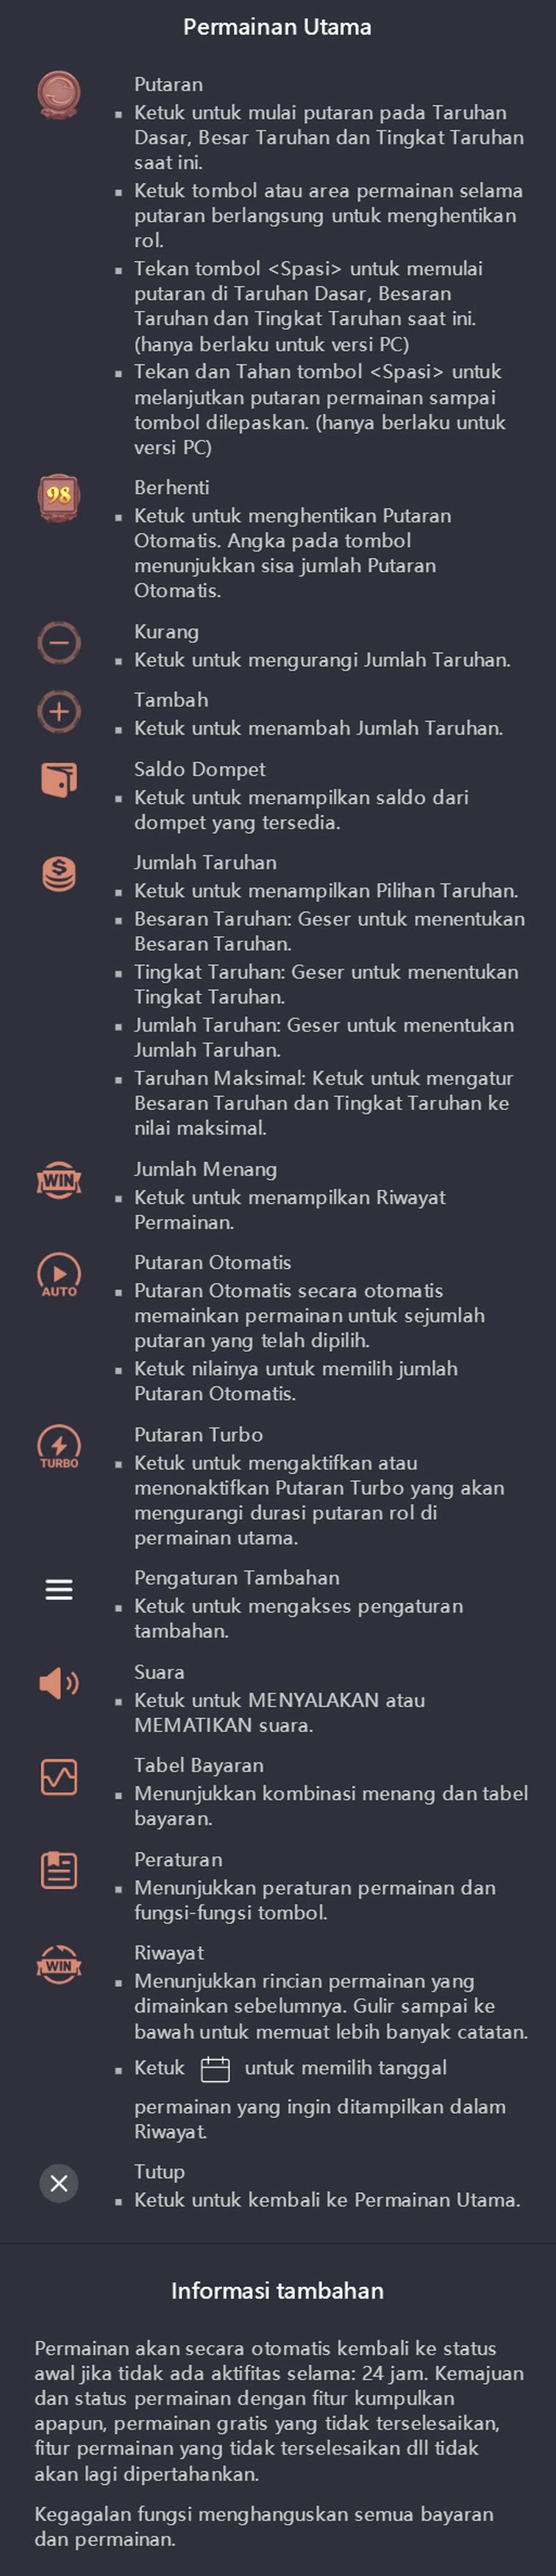 Permainan Utama
Putaran
▪ Ketuk untuk mulai putaran pada Taruhan
Dasar, Besar Taruhan dan Tingkat Taruhan
saat ini.
▪ Ketuk tombol atau area permainan selama
putaran berlangsung untuk menghentikan
rol.
▪ Tekan tombol <Spasi> untuk memulai
putaran di Taruhan Dasar, Besaran
Taruhan dan Tingkat Taruhan saat ini.
(hanya berlaku untuk versi PC)
▪ Tekan dan Tahan tombol <Spasi> untuk
melanjutkan putaran permainan sampai
tombol dilepaskan. (hanya berlaku untuk
versi PC)
98
Berhenti
▪ Ketuk untuk menghentikan Putaran
Otomatis. Angka pada tombol
menunjukkan sisa jumlah Putaran
Otomatis.
Kurang
▪ Ketuk untuk mengurangi Jumlah Taruhan.
Tambah
▪ Ketuk untuk menambah Jumlah Taruhan.
Saldo Dompet
▪ Ketuk untuk menampilkan saldo dari
dompet yang tersedia.
Jumlah Taruhan
▪ Ketuk untuk menampilkan Pilihan Taruhan.
▪ Besaran Taruhan: Geser untuk menentukan
Besaran Taruhan.
▪ Tingkat Taruhan: Geser untuk menentukan
Tingkat Taruhan.
▪ Jumlah Taruhan: Geser untuk menentukan
Jumlah Taruhan.
▪ Taruhan Maksimal: Ketuk untuk mengatur
Besaran Taruhan dan Tingkat Taruhan ke
nilai maksimal.
WIN
Jumlah Menang
▪ Ketuk untuk menampilkan Riwayat
Permainan.
AUTO
Putaran Otomatis
▪ Putaran Otomatis secara otomatis
memainkan permainan untuk sejumlah
putaran yang telah dipilih.
▪ Ketuk nilainya untuk memilih jumlah
Putaran Otomatis.
TURBO
Putaran Turbo
▪ Ketuk untuk mengaktifkan atau
menonaktifkan Putaran Turbo yang akan
mengurangi durasi putaran rol di
permainan utama.
Pengaturan Tambahan
▪ Ketuk untuk mengakses pengaturan
tambahan.
Suara
▪ Ketuk untuk MENYALAKAN atau
MEMATIKAN suara.
Tabel Bayaran
▪ Menunjukkan kombinasi menang dan tabel
bayaran.
Peraturan
▪ Menunjukkan peraturan permainan dan
fungsi-fungsi tombol.
WIN
Riwayat
▪ Menunjukkan rincian permainan yang
dimainkan sebelumnya. Gulir sampai ke
bawah untuk memuat lebih banyak catatan.
▪ Ketuk untuk memilih tanggal
permainan yang ingin ditampilkan dalam
Riwayat.
Tutup
▪ Ketuk untuk kembali ke Permainan Utama.
Informasi tambahan
Permainan akan secara otomatis kembali ke status
awal jika tidak ada aktifitas selama: 24 jam. Kemajuan
dan status permainan dengan fitur kumpulkan
apapun, permainan gratis yang tidak terselesaikan,
fitur permainan yang tidak terselesaikan dll tidak
akan lagi dipertahankan.
Kegagalan fungsi menghanguskan semua bayaran
dan permainan.